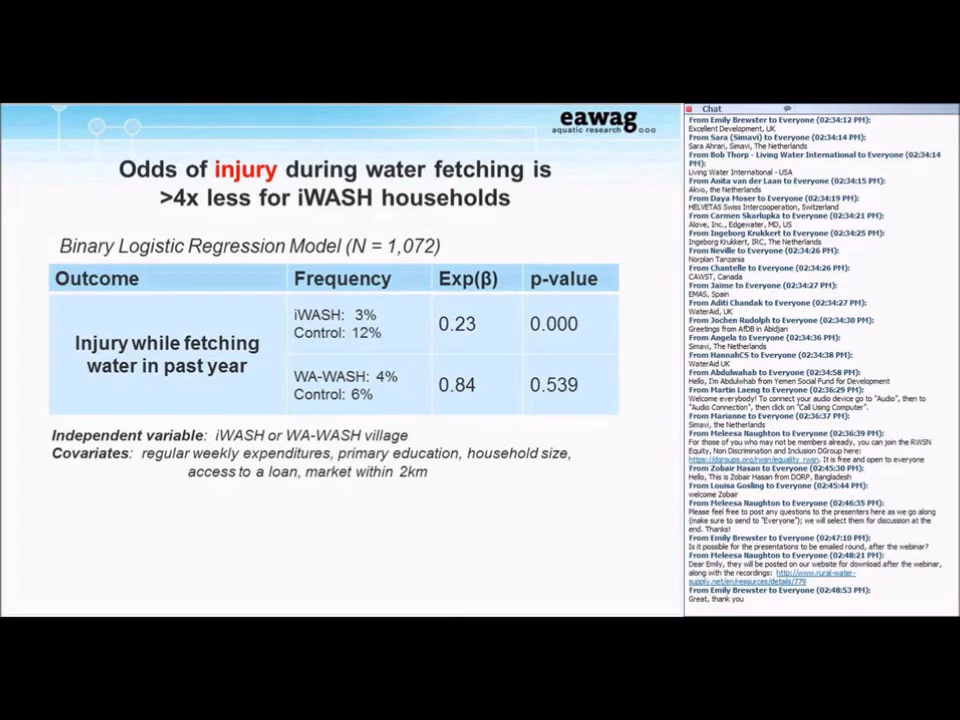 eawag
aquatic research
Odds of injury during water fetching is
>4x less for iWASH households
Binary Logistic Regression Model (N = 1,072)
Outcome Frequency Exp(β) p-value
Injury while fetching
water in past year
iWASH: 3%
Control: 12%
0.23 0.000
WA-WASH: 4%
Control: 6%
0.84 0.539
Independent variable: iWASH or WA-WASH village
Covariates: regular weekly expenditures, primary education, household size,
access to a loan, market within 2km
Chat
From Emily Brewster to Everyone (02:34:12 PM):
Excellent Development, UK
From Sara (Simavi) to Everyone (02:34:14 PM):
Sara Ahrari, Simavi, The Netherlands
From Bob Thorp - Living Water International to Everyone (02:34:14
PM):
Living Water International - USA
From Anita van der Laan to Everyone (02:34:15 PM):
Akvo, the Netherlands
From Daya Moser to Everyone (02:34:19 PM):
HELVETAS Swiss Intercooperation, Switzerland
From Carmen Skarlupka to Everyone (02:34:21 PM):
Alove, Inc., Edgewater, MD, US
From Ingeborg Krukkert to Everyone (02:34:25 PM):
Ingeborg Krukkert, IRC, The Netherlands
From Neville to Everyone (02:34:26 PM):
Norplan Tanzania
From Chantelle to Everyone (02:34:26 PM):
CAWST, Canada
From Jaime to Everyone (02:34:27 PM):
EMAS, Spain
From Aditi Chandak to Everyone (02:34:27 PM):
WaterAid, UK
From Jochen Rudolph to Everyone (02:34:30 PM):
Greetings from AfDB in Abidjan
From Angela to Everyone (02:34:36 PM):
Simavi, The Netherlands
From HannahCS to Everyone (02:34:38 PM):
WaterAid UK
From Abdulwahab to Everyone (02:34:58 PM):
Hello, I'm Abdulwhab from Yemen Social Fund for Development
From Martin Laeng to Everyone (02:36:29 PM):
Welcome everybody! To connect your audio device go to "Audio", then to
"Audio Connection", then click on "Call Using Computer".
From Marianne to Everyone (02:36:37 PM):
Simavi, the Netherlands
From Meleesa Naughton to Everyone (02:36:39 PM):
For those of you who may not be members already, you can join the RWSN
Equity, Non Discrimination and Inclusion DGroup here:
https://dgroups.org/rwsn/equality_rwsn. It is free and open to everyone
From Zobair Hasan to Everyone (02:45:30 PM):
Hello, This is Zobair Hasan from DORP, Bangladesh
From Louisa Gosling to Everyone (02:45:44 PM):
welcome Zobair
From Meleesa Naughton to Everyone (02:46:35 PM):
Please feel free to post any questions to the presenters here as we go along
(make sure to send to "Everyone"); we will select them for discussion at the
end. Thanks!
From Emily Brewster to Everyone (02:47:10 PM):
Is it possible for the presentations to be emailed round, after the webinar?
From Meleesa Naughton to Everyone (02:48:21 PM):
Dear Emily, they will be posted on our website for download after the webinar,
along with the recordings: http://www.rural-water-
supply.net/en/resources/details/779
From Emily Brewster to Everyone (02:48:53 PM):
Great, thank you